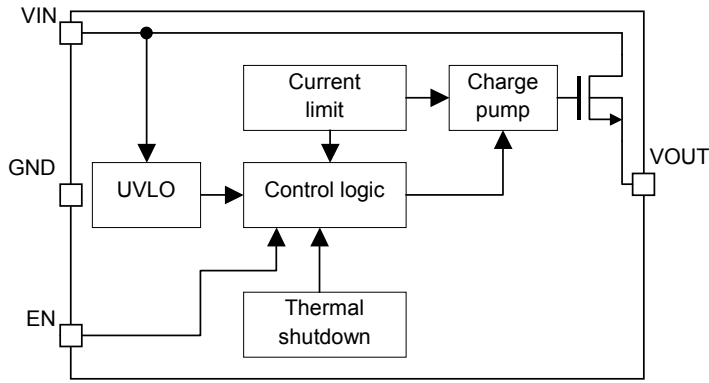 VIN
Current
limit
Charge
pump
GND
UVLO
Control logic
VOUT
EN
Thermal
shutdown